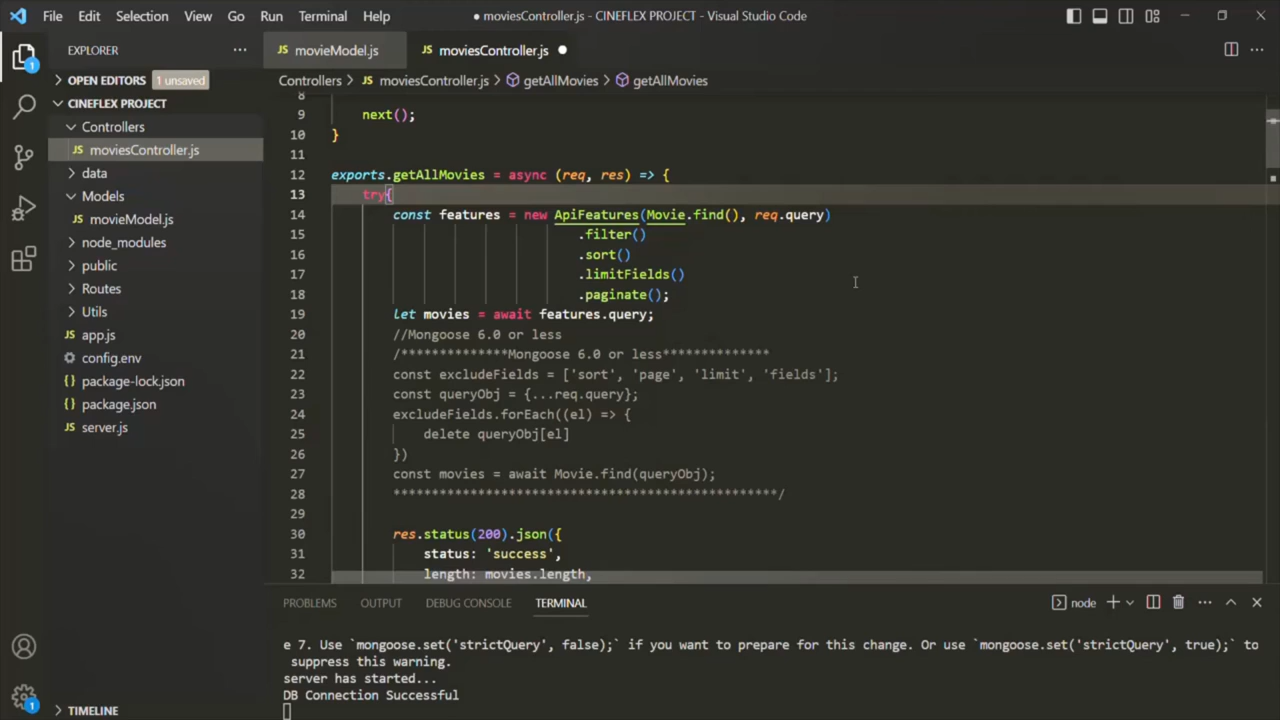 File Edit Selection View Go Run Terminal Help
● moviesController.js - CINEFLEX PROJECT - Visual Studio Code
EXPLORER
OPEN EDITORS 1 unsaved
CINEFLEX PROJECT
Controllers
JS moviesController.js
data
Models
JS movieModel.js
node_modules
public
Routes
Utils
JS app.js
config.env
{} package-lock.json
{} package.json
JS server.js
TIMELINE
1
1
JS movieModel.js
JS moviesController.js
Controllers > JS moviesController.js > getAllMovies > getAllMovies
8
9 next();
10 }
11
12 exports.getAllMovies = async (req, res) => {
13 try{
14 const features = new ApiFeatures(Movie.find(), req.query)
15 .filter()
16 .sort()
17 .limitFields()
18 .paginate();
19 let movies = await features.query;
20 //Mongoose 6.0 or less
21 /**************Mongoose 6.0 or less**************
22 const excludeFields = ['sort', 'page', 'limit', 'fields'];
23 const queryObj = {...req.query};
24 excludeFields.forEach((el) => {
25 delete queryObj[el]
26 })
27 const movies = await Movie.find(queryObj);
28 **************************************************/
29
30 res.status(200).json({
31 status: 'success',
32 length: movies.length,
PROBLEMS OUTPUT DEBUG CONSOLE TERMINAL
node
e 7. Use `mongoose.set('strictQuery', false);` if you want to prepare for this change. Or use `mongoose.set('strictQuery', true);` to
suppress this warning.
server has started...
DB Connection Successful